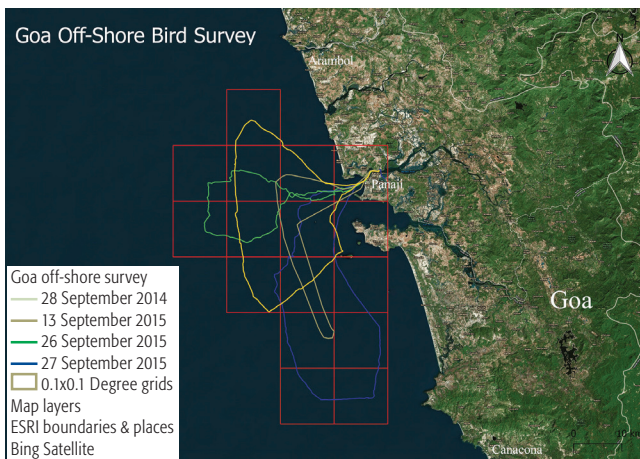 Goa Off-Shore Bird Survey
N
Arambol
Panaji
Goa
Canacona
0 10 km
Goa off-shore survey
28 September 2014
13 September 2015
26 September 2015
27 September 2015
0.1x0.1 Degree grids
Map layers
ESRI boundaries & places
Bing Satellite